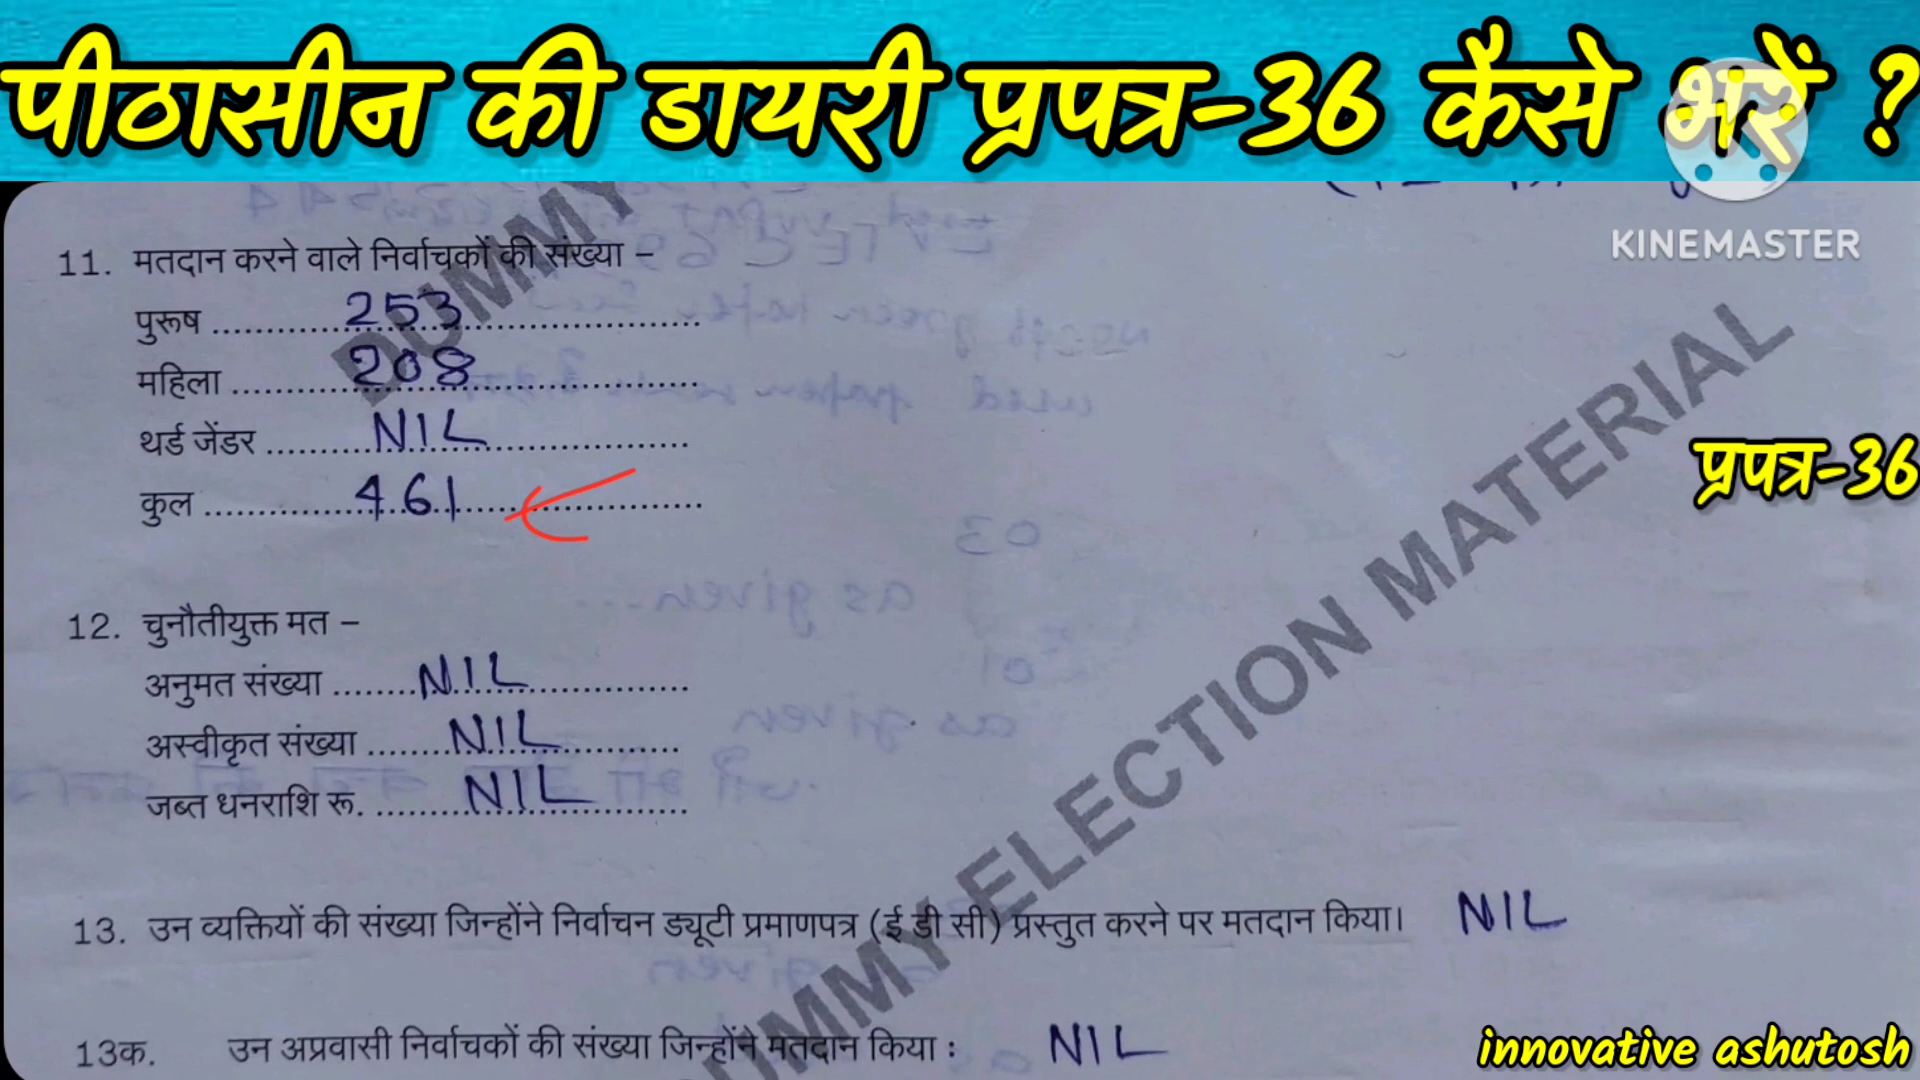 पीठासीन की डायरी प्रपत्र-36 कैसे भरें ?
KINEMASTER
11. मतदान करने वाले निर्वाचकों की संख्या –
पुरूष ........ 253 ........
महिला ........ 208 ........
थर्ड जेंडर ........ NIL ........
कुल ........ 461 ........
प्रपत्र-36
12. चुनौतीयुक्त मत –
अनुमत संख्या ........ NIL ........
अस्वीकृत संख्या ........ NIL ........
जब्त धनराशि रू. ........ NIL ........
13. उन व्यक्तियों की संख्या जिन्होंने निर्वाचन ड्यूटी प्रमाणपत्र (ई डी सी) प्रस्तुत करने पर मतदान किया। NIL
13क. उन अप्रवासी निर्वाचकों की संख्या जिन्होंने मतदान किया : NIL
DUMMY
DUMMY ELECTION MATERIAL
innovative ashutosh